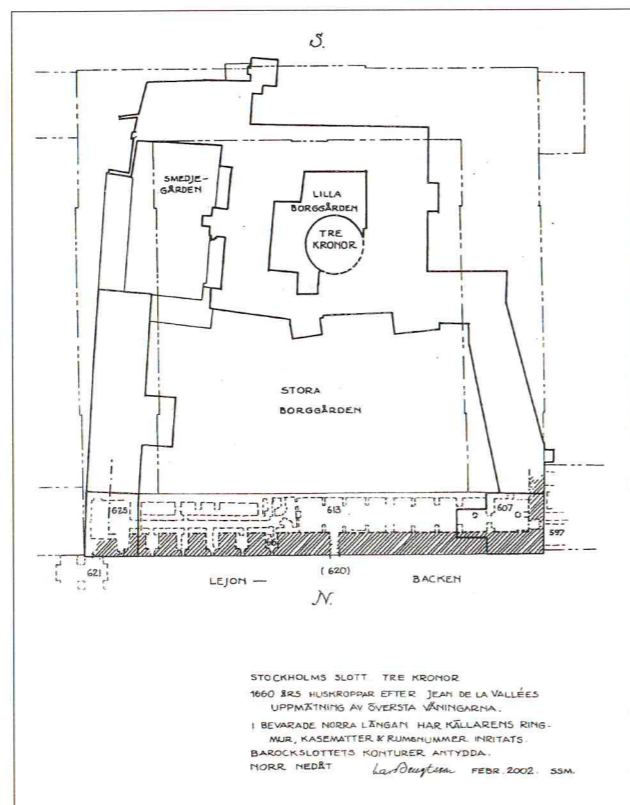 S.
SMEDJE-
GÅRDEN
LILLA
BORGGÅRDEN
TRE
KRONOR
STORA
BORGGÅRDEN
625
613
607
597
621
LEJON —
(620)
BACKEN
N.
STOCKHOLMS SLOTT TRE KRONOR
1660 ÅRS HUSKROPPAR EFTER JEAN DE LA VALLÉES
UPPMÄTNING AV ÖVERSTA VÅNINGARNA.
I BEVARADE NORRA LÄNGAN HAR KÄLLARENS RING-
MUR, KASEMATTER & RUMSNUMMER INRITATS.
BAROCKSLOTTETS KONTURER ANTYDDA.
NORR NEDÅT
FEBR. 2002. SSM.